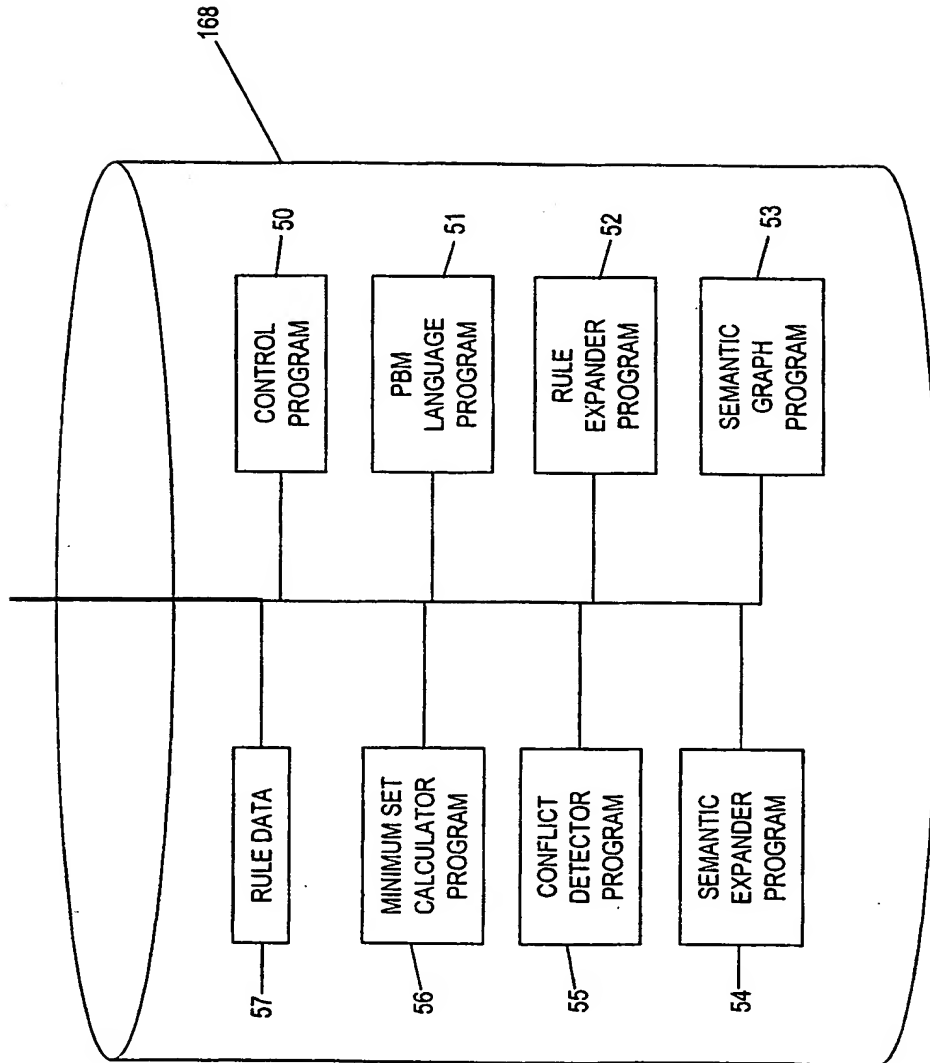 168
CONTROL
PROGRAM
50
PBM
LANGUAGE
PROGRAM
51
RULE
EXPANDER
PROGRAM
52
SEMANTIC
GRAPH
PROGRAM
53
RULE DATA
57
MINIMUM SET
CALCULATOR
PROGRAM
56
CONFLICT
DETECTOR
PROGRAM
55
SEMANTIC
EXPANDER
PROGRAM
54